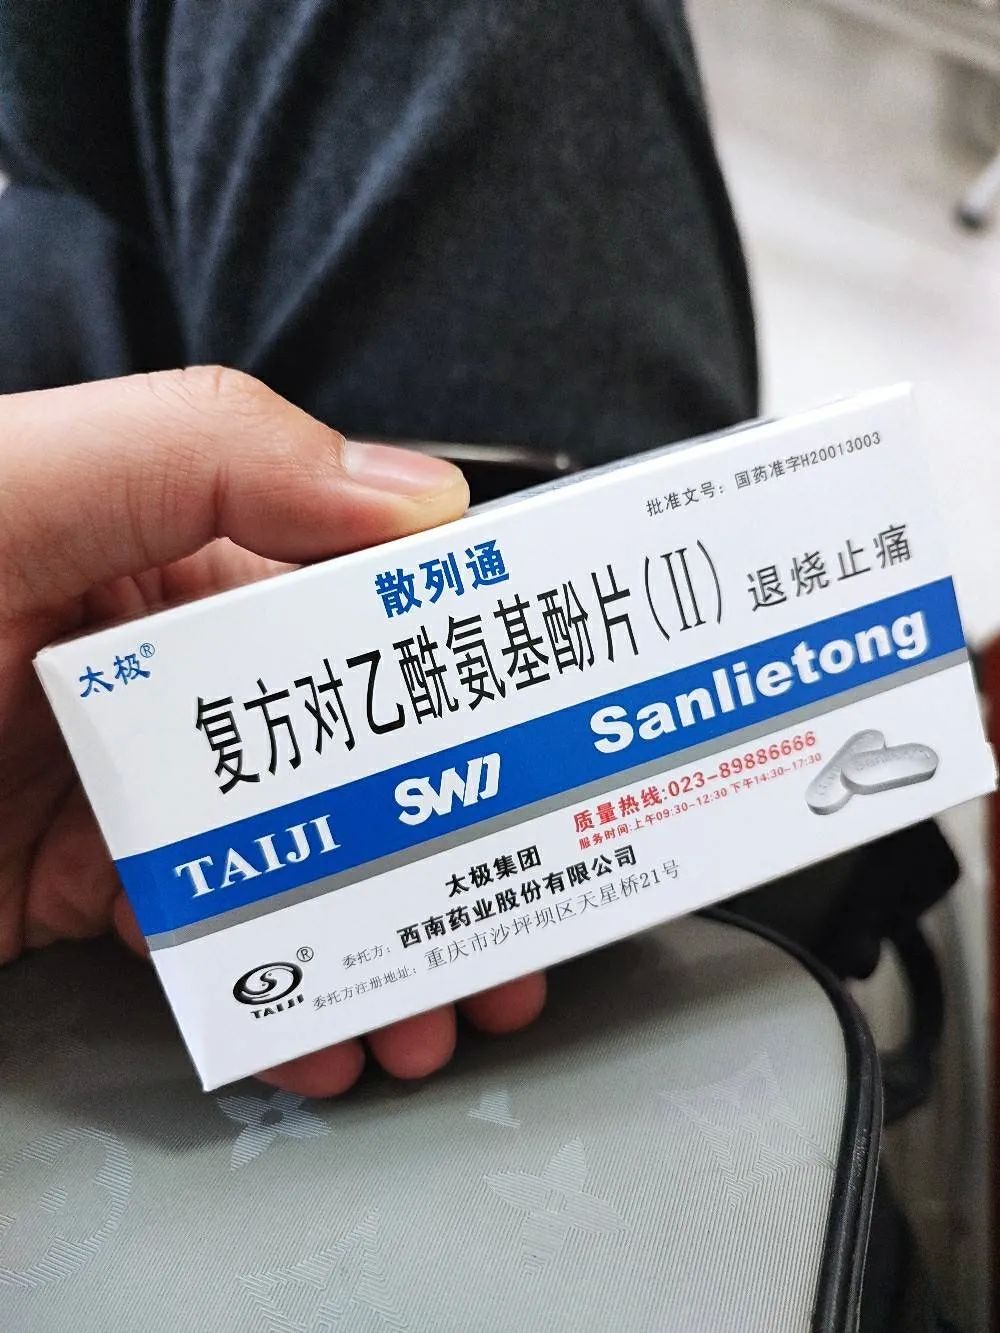 批准文号：国药准字H20013003
太极®
散列通
复方对乙酰氨基酚片（Ⅱ）
退烧止痛
TAIJI
SWP
Sanlietong
质量热线:023-89886666
服务时间:上午09:30-12:30 下午14:30-17:30
太极集团
委托方：西南药业股份有限公司
委托方注册地址：重庆市沙坪坝区天星桥21号
®
TAIJI